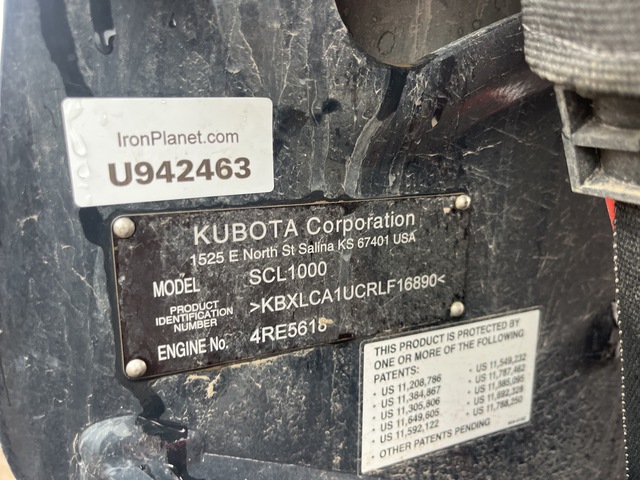 IronPlanet.com
U942463
KUBOTA Corporation
1525 E North St Salina KS 67401 USA
MODEL SCL1000
PRODUCT
IDENTIFICATION
NUMBER >KBXLCA1UCRLF16890<
ENGINE No. 4RE5618
THIS PRODUCT IS PROTECTED BY
ONE OR MORE OF THE FOLLOWING
PATENTS:
• US 11,208,786 • US 11,549,232
• US 11,384,867 • US 11,787,462
• US 11,305,806 • US 11,885,095
• US 11,649,605 • US 11,692,328
• US 11,592,122 • US 11,788,250
OTHER PATENTS PENDING